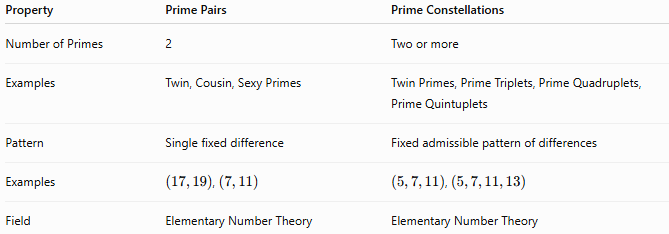 Property Prime Pairs Prime Constellations
Number of Primes 2 Two or more
Examples Twin, Cousin, Sexy Primes Twin Primes, Prime Triplets, Prime Quadruplets,
Prime Quintuplets
Pattern Single fixed difference Fixed admissible pattern of differences
Examples (17, 19), (7, 11) (5, 7, 11), (5, 7, 11, 13)
Field Elementary Number Theory Elementary Number Theory